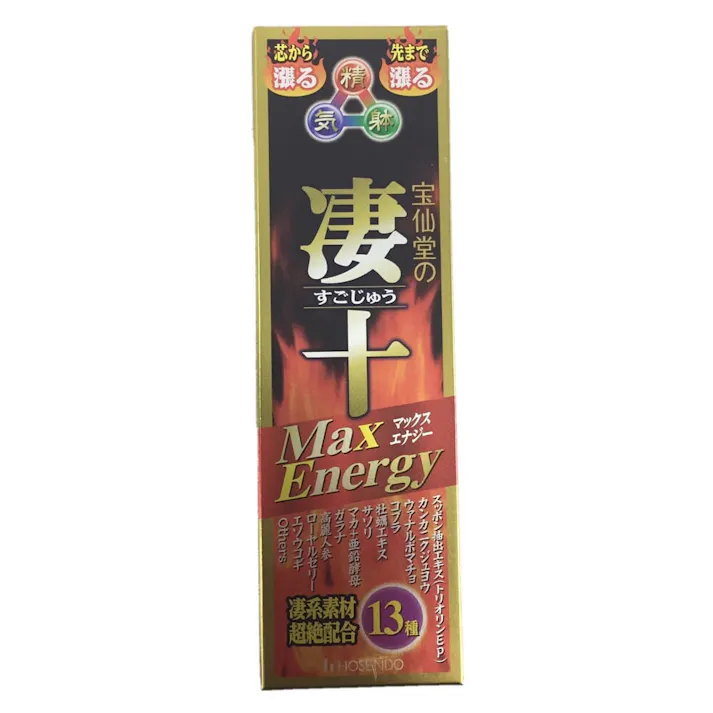 芯から
漲る
先まで
漲る
精
気
体
宝仙堂の
凄十
すごじゅう
Max
Energy
マックス
エナジー
スッポン抽出エキス(トリオリンEp)
カンガニクジェヨウ
ヴァナルポマチョ
コブラ
牡蠣エキス
サソリ
マカ+亜鉛酵母
ガラナ
高麗人参
ローヤルゼリー
エゾウコギ
Others
凄系素材
超絶配合
13種
HOSENDO